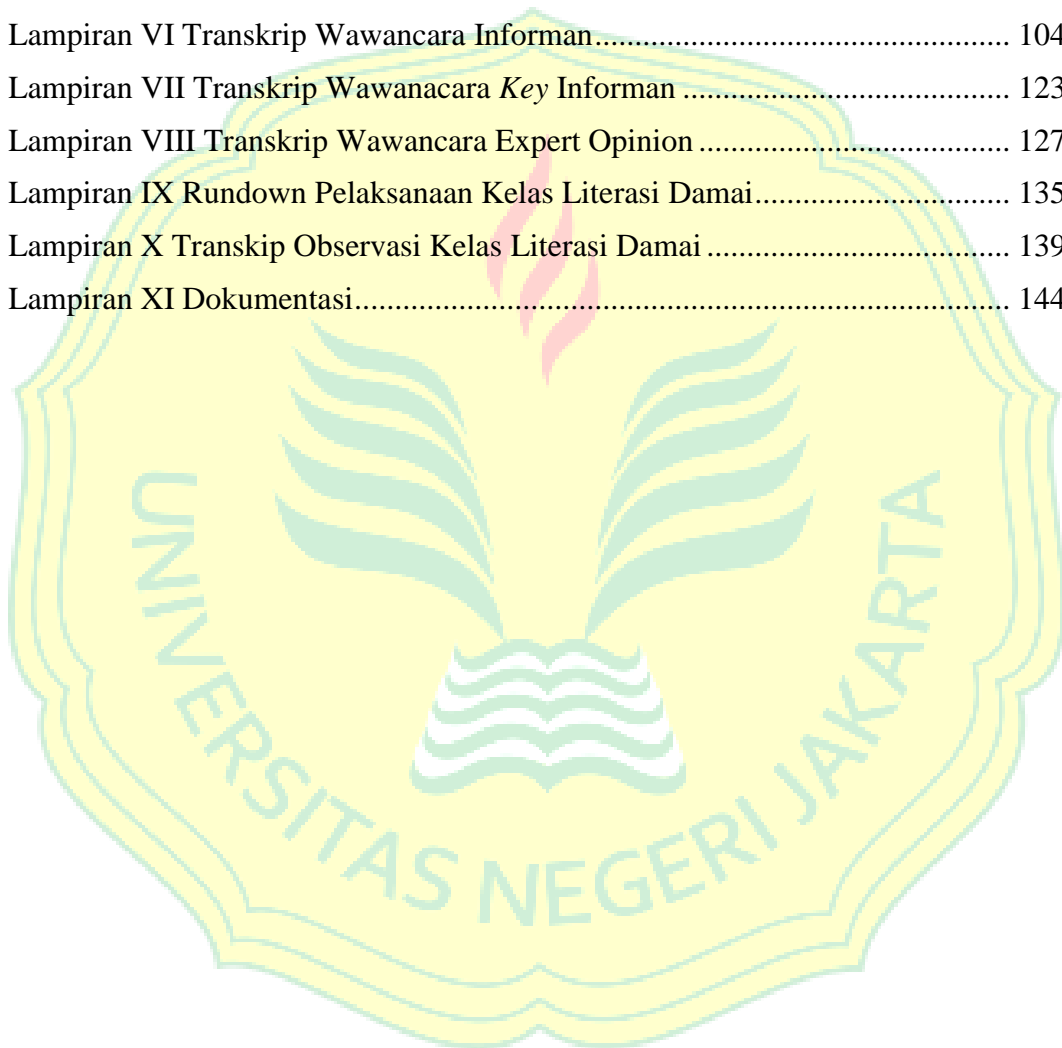 Lampiran VI Transkrip Wawancara Informan.................................................. 104
Lampiran VII Transkrip Wawanacara Key Informan ........................................ 123
Lampiran VIII Transkrip Wawancara Expert Opinion ...................................... 127
Lampiran IX Rundown Pelaksanaan Kelas Literasi Damai............................... 135
Lampiran X Transkip Observasi Kelas Literasi Damai ..................................... 139
Lampiran XI Dokumentasi................................................................................ 144
UNIVERSITAS NEGERI JAKARTA